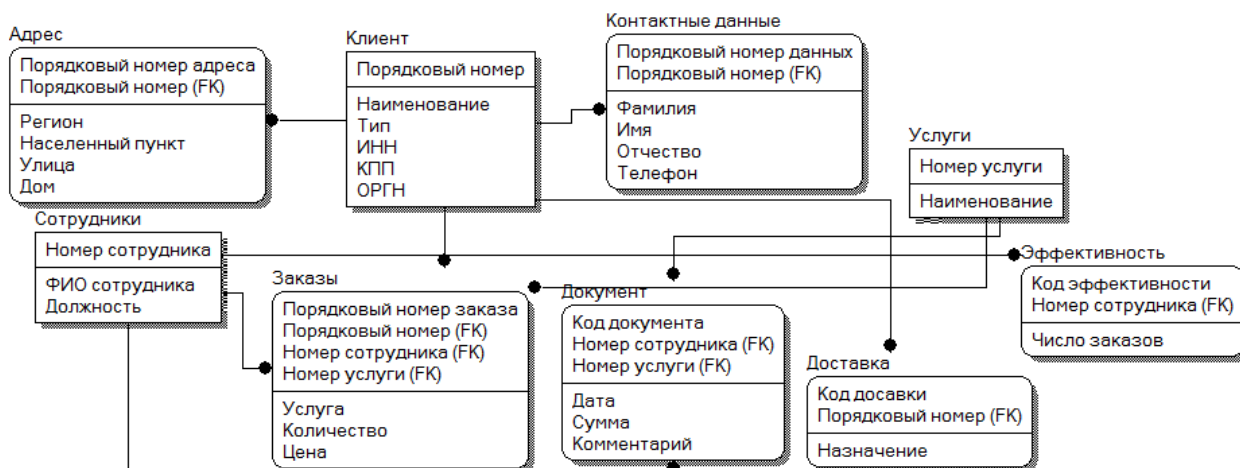 Адрес
Порядковый номер адреса
Порядковый номер (FK)
Регион
Населенный пункт
Улица
Дом
Клиент
Порядковый номер
Наименование
Тип
ИНН
КПП
ОРГН
Контактные данные
Порядковый номер данных
Порядковый номер (FK)
Фамилия
Имя
Отчество
Телефон
Услуги
Номер услуги
Наименование
Сотрудники
Номер сотрудника
ФИО сотрудника
Должность
Заказы
Порядковый номер заказа
Порядковый номер (FK)
Номер сотрудника (FK)
Номер услуги (FK)
Услуга
Количество
Цена
Документ
Код документа
Номер сотрудника (FK)
Номер услуги (FK)
Дата
Сумма
Комментарий
Доставка
Код досавки
Порядковый номер (FK)
Назначение
Эффективность
Код эффективности
Номер сотрудника (FK)
Число заказов